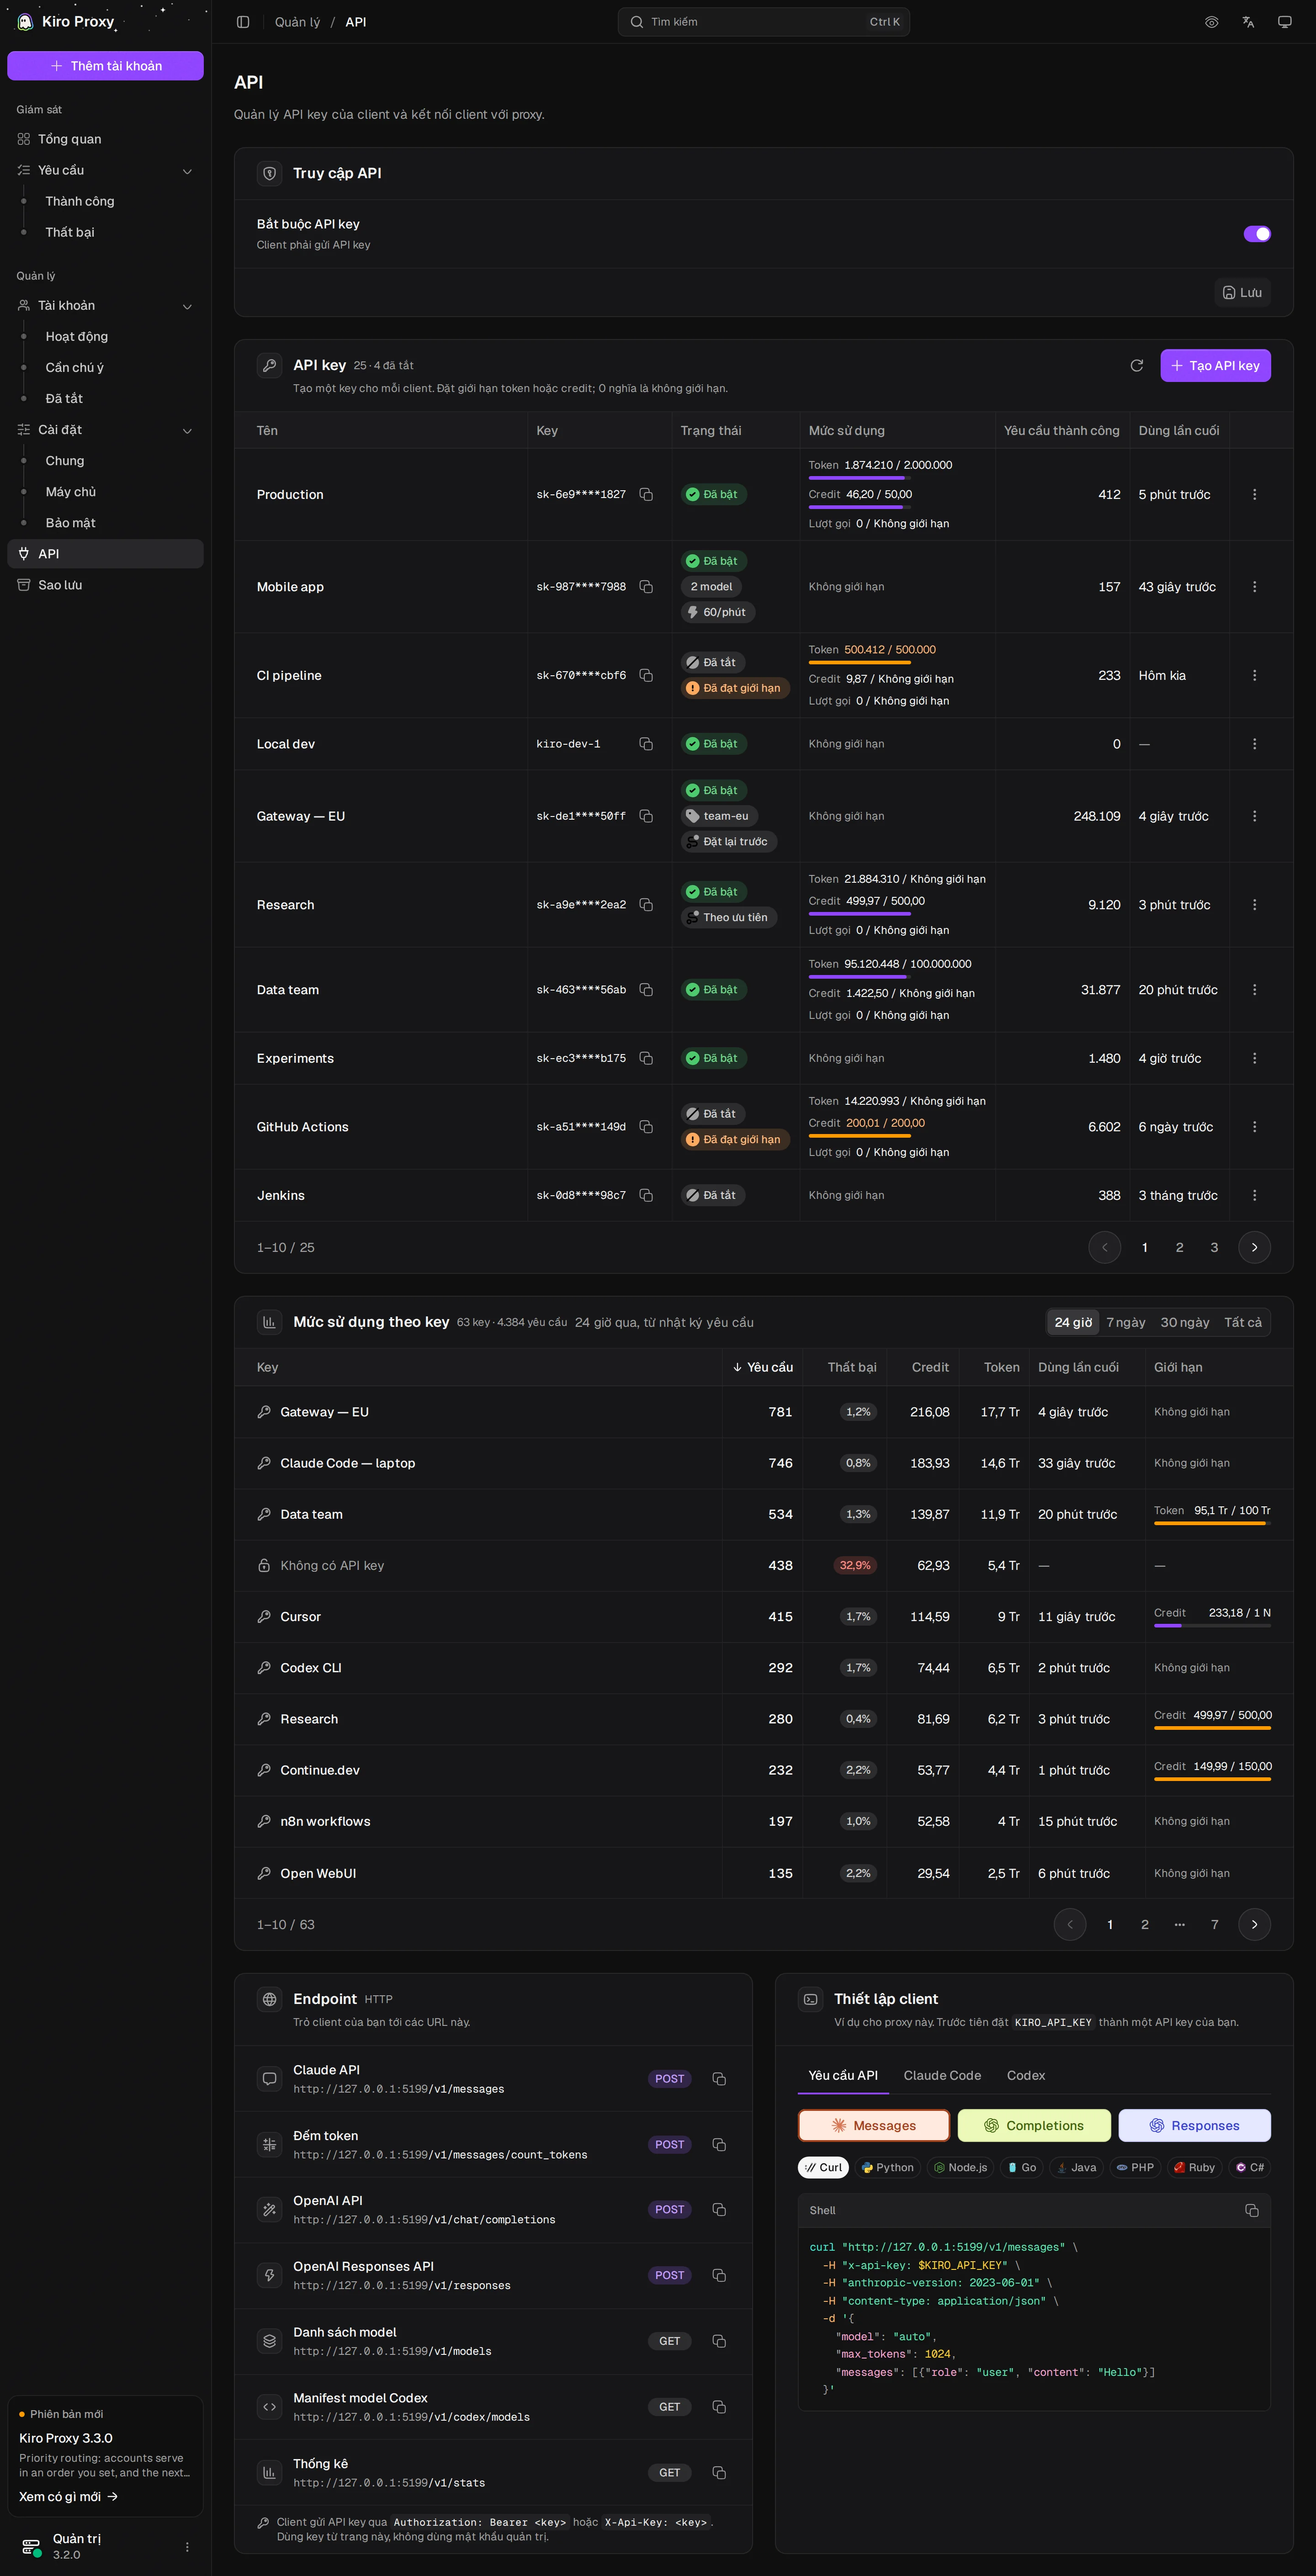 Kiro Proxy
Thêm tài khoản
Giám sát
Tổng quan
Yêu cầu
Thành công
Thất bại
Quản lý
Tài khoản
Hoạt động
Cần chú ý
Đã tắt
Cài đặt
Chung
Máy chủ
Bảo mật
API
Sao lưu
Phiên bản mới
Kiro Proxy 3.3.0
Priority routing: accounts serve
in an order you set, and the next...
Xem có gì mới →
Quản trị
3.2.0
Quản lý / API
Tìm kiếm Ctrl K
API
Quản lý API key của client và kết nối client với proxy.
Truy cập API
Bắt buộc API key
Client phải gửi API key
Lưu
API key 25 · 4 đã tắt
Tạo một key cho mỗi client. Đặt giới hạn token hoặc credit; 0 nghĩa là không giới hạn.
Tạo API key
Tên Key Trạng thái Mức sử dụng Yêu cầu thành công Dùng lần cuối
Production sk-6e9****1827 Đã bật Token 1.874.210 / 2.000.000 412 5 phút trước
Credit 46,20 / 50,00
Lượt gọi 0 / Không giới hạn
Mobile app sk-987****7988 Đã bật Không giới hạn 157 43 giây trước
2 model
60/phút
CI pipeline sk-670****cbf6 Đã tắt Token 500.412 / 500.000 233 Hôm kia
Đã đạt giới hạn Credit 9,87 / Không giới hạn
Lượt gọi 0 / Không giới hạn
Local dev kiro-dev-1 Đã bật Không giới hạn 0 —
Gateway — EU sk-de1****50ff Đã bật Không giới hạn 248.109 4 giây trước
team-eu
Đặt lại trước
Research sk-a9e****2ea2 Đã bật Token 21.884.310 / Không giới hạn 9.120 3 phút trước
Theo ưu tiên Credit 499,97 / 500,00
Lượt gọi 0 / Không giới hạn
Data team sk-463****56ab Đã bật Token 95.120.448 / 100.000.000 31.877 20 phút trước
Credit 1.422,50 / Không giới hạn
Lượt gọi 0 / Không giới hạn
Experiments sk-ec3****b175 Đã bật Không giới hạn 1.480 4 giờ trước
GitHub Actions sk-a51****149d Đã tắt Token 14.220.993 / Không giới hạn 6.602 6 ngày trước
Đã đạt giới hạn Credit 200,01 / 200,00
Lượt gọi 0 / Không giới hạn
Jenkins sk-0d8****98c7 Đã tắt Không giới hạn 388 3 tháng trước
1–10 / 25 1 2 3
Mức sử dụng theo key 63 key · 4.384 yêu cầu 24 giờ qua, từ nhật ký yêu cầu 24 giờ 7 ngày 30 ngày Tất cả
Key ↓ Yêu cầu Thất bại Credit Token Dùng lần cuối Giới hạn
Gateway — EU 781 1,2% 216,08 17,7 Tr 4 giây trước Không giới hạn
Claude Code — laptop 746 0,8% 183,93 14,6 Tr 33 giây trước Không giới hạn
Data team 534 1,3% 139,87 11,9 Tr 20 phút trước Token 95,1 Tr / 100 Tr
Không có API key 438 32,9% 62,93 5,4 Tr — —
Cursor 415 1,7% 114,59 9 Tr 11 giây trước Credit 233,18 / 1 N
Codex CLI 292 1,7% 74,44 6,5 Tr 2 phút trước Không giới hạn
Research 280 0,4% 81,69 6,2 Tr 3 phút trước Credit 499,97 / 500,00
Continue.dev 232 2,2% 53,77 4,4 Tr 1 phút trước Credit 149,99 / 150,00
n8n workflows 197 1,0% 52,58 4 Tr 15 phút trước Không giới hạn
Open WebUI 135 2,2% 29,54 2,5 Tr 6 phút trước Không giới hạn
1–10 / 63 1 2 ··· 7
Endpoint HTTP
Trỏ client của bạn tới các URL này.
Claude API
http://127.0.0.1:5199/v1/messages POST
Đếm token
http://127.0.0.1:5199/v1/messages/count_tokens POST
OpenAI API
http://127.0.0.1:5199/v1/chat/completions POST
OpenAI Responses API
http://127.0.0.1:5199/v1/responses POST
Danh sách model
http://127.0.0.1:5199/v1/models GET
Manifest model Codex
http://127.0.0.1:5199/v1/codex/models GET
Thống kê
http://127.0.0.1:5199/v1/stats GET
Client gửi API key qua Authorization: Bearer <key> hoặc X-Api-Key: <key>.
Dùng key từ trang này, không dùng mật khẩu quản trị.
Thiết lập client
Ví dụ cho proxy này. Trước tiên đặt KIRO_API_KEY thành một API key của bạn.
Yêu cầu API Claude Code Codex
Messages Completions Responses
Curl Python Node.js Go Java PHP Ruby C#
Shell
curl "http://127.0.0.1:5199/v1/messages" \
-H "x-api-key: $KIRO_API_KEY" \
-H "anthropic-version: 2023-06-01" \
-H "content-type: application/json" \
-d '{
"model": "auto",
"max_tokens": 1024,
"messages": [{"role": "user", "content": "Hello"}]
}'